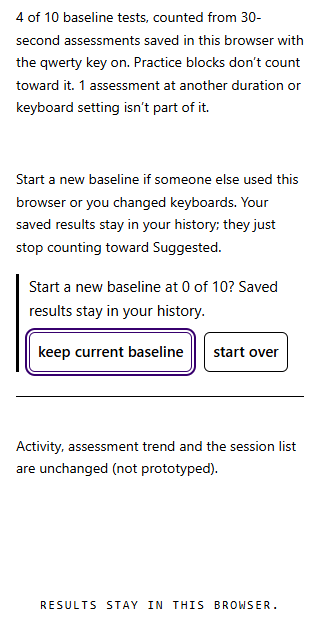 4 of 10 baseline tests, counted from 30-
second assessments saved in this browser with
the qwerty key on. Practice blocks don't count
toward it. 1 assessment at another duration or
keyboard setting isn't part of it.
Start a new baseline if someone else used this
browser or you changed keyboards. Your
saved results stay in your history; they just
stop counting toward Suggested.
Start a new baseline at 0 of 10? Saved
results stay in your history.
keep current baseline start over
Activity, assessment trend and the session list
are unchanged (not prototyped).
RESULTS STAY IN THIS BROWSER.